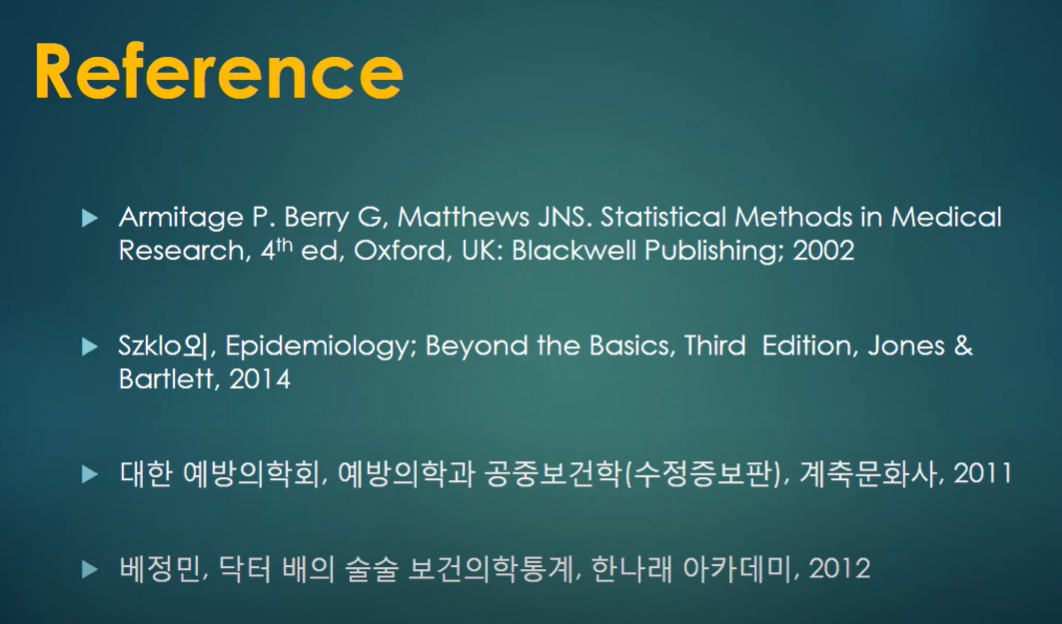 Reference
Armitage P. Berry G, Matthews JNS. Statistical Methods in Medical
Research, 4th ed, Oxford, UK: Blackwell Publishing; 2002
Szklo외, Epidemiology; Beyond the Basics, Third Edition, Jones &
Bartlett, 2014
대한 예방의학회, 예방의학과 공중보건학(수정증보판), 계축문화사, 2011
베정민, 닥터 배의 술술 보건의학통계, 한나래 아카데미, 2012